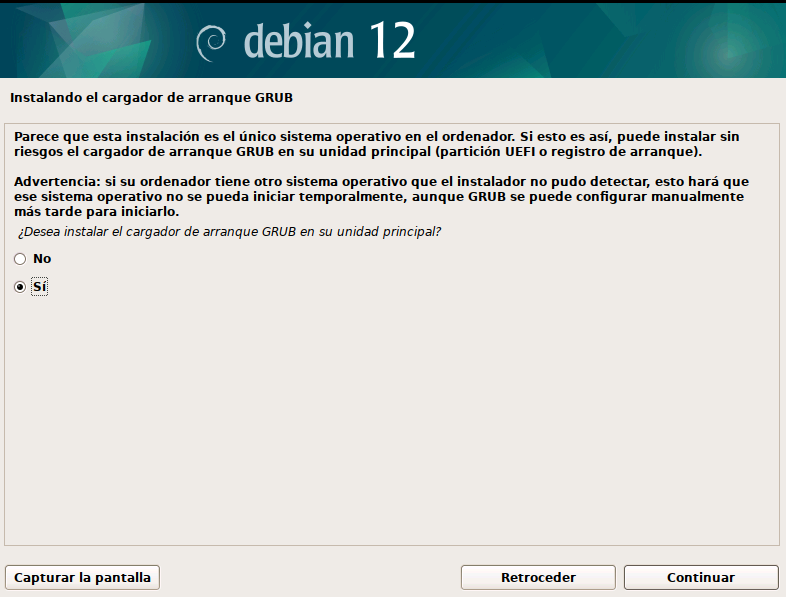 debian 12
Instalando el cargador de arranque GRUB
Parece que esta instalación es el único sistema operativo en el ordenador. Si esto es así, puede instalar sin
riesgos el cargador de arranque GRUB en su unidad principal (partición UEFI o registro de arranque).
Advertencia: si su ordenador tiene otro sistema operativo que el instalador no pudo detectar, esto hará que
ese sistema operativo no se pueda iniciar temporalmente, aunque GRUB se puede configurar manualmente
más tarde para iniciarlo.
¿Desea instalar el cargador de arranque GRUB en su unidad principal?
No
Sí
Capturar la pantalla Retroceder Continuar